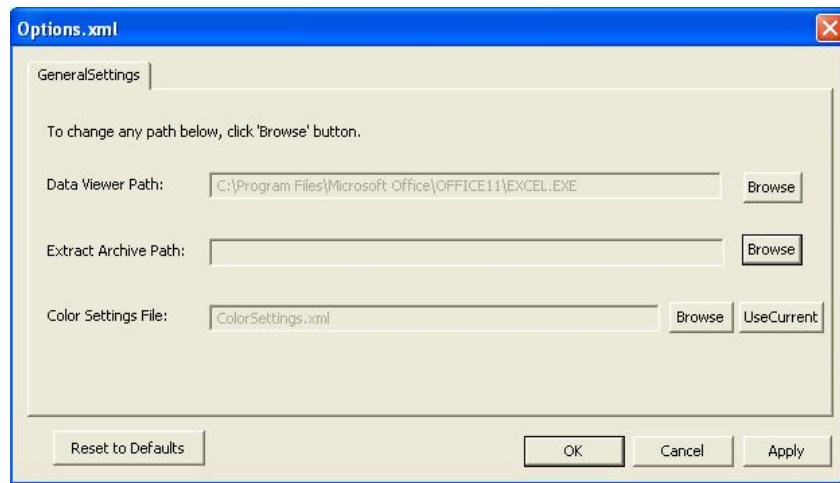 Options.xml
GeneralSettings
To change any path below, click 'Browse' button.
Data Viewer Path: C:\Program Files\Microsoft Office\OFFICE11\EXCEL.EXE Browse
Extract Archive Path: Browse
Color Settings File: ColorSettings.xml Browse UseCurrent
Reset to Defaults OK Cancel Apply